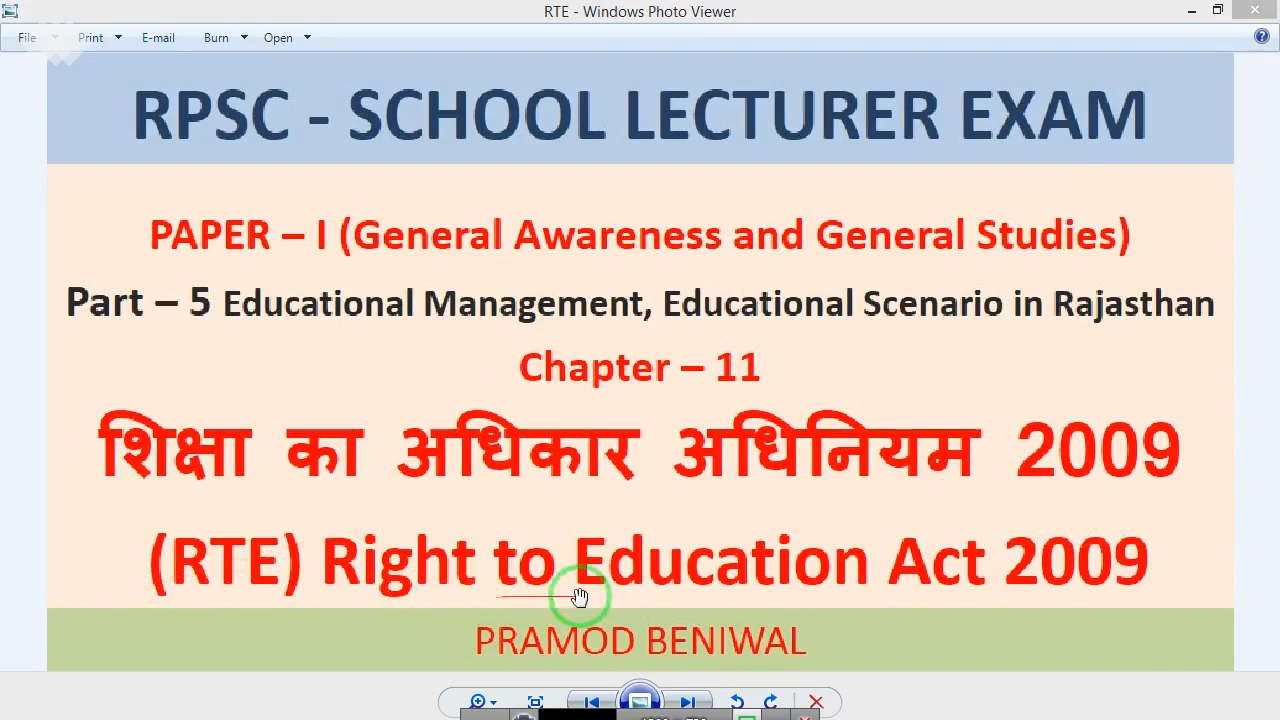 RTE - Windows Photo Viewer
File Print E-mail Burn Open
RPSC - SCHOOL LECTURER EXAM
PAPER – I (General Awareness and General Studies)
Part – 5 Educational Management, Educational Scenario in Rajasthan
Chapter – 11
शिक्षा का अधिकार अधिनियम 2009
(RTE) Right to Education Act 2009
PRAMOD BENIWAL